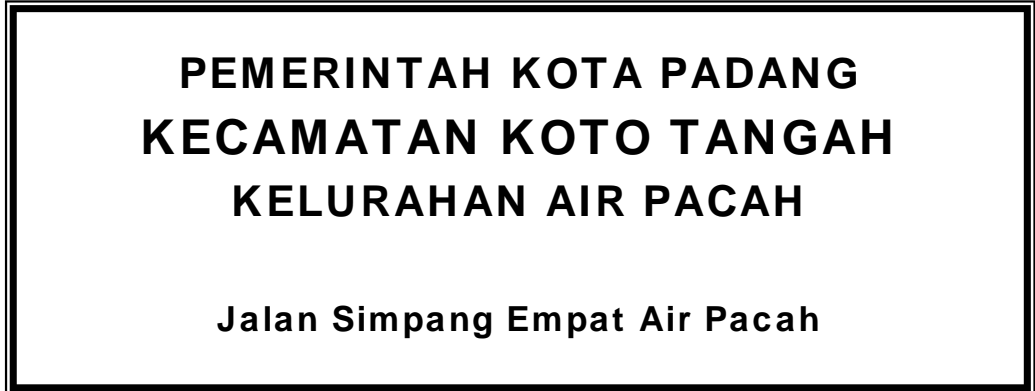 PEMERINTAH KOTA PADANG
KECAMATAN KOTO TANGAH
KELURAHAN AIR PACAH
Jalan Simpang Empat Air Pacah